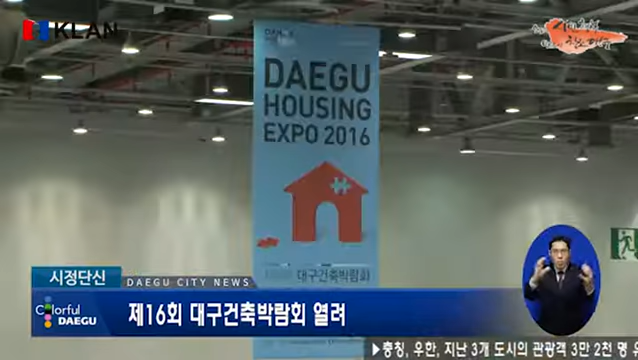 KLAN
DAEGU
HOUSING
EXPO 2016
대구건축박람회
시정단신
DAEGU CITY NEWS
Colorful
DAEGU
제16회 대구건축박람회 열려
▶충칭, 우한, 지난 3개 도시의 관광객 3만 2천 명